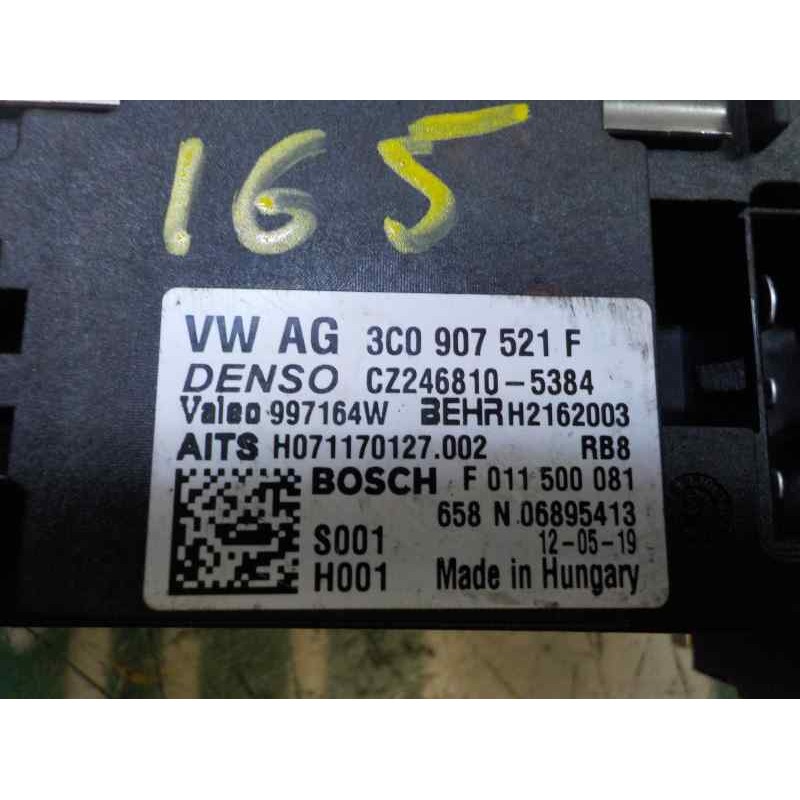 165
VW AG 3C0 907 521 F
DENSO CZ246810-5384
Valeo 997164W BEHR H2162003
AITS H071170127.002 RB8
BOSCH F 011 500 081
658 N 06895413
S001 12-05-19
H001 Made in Hungary